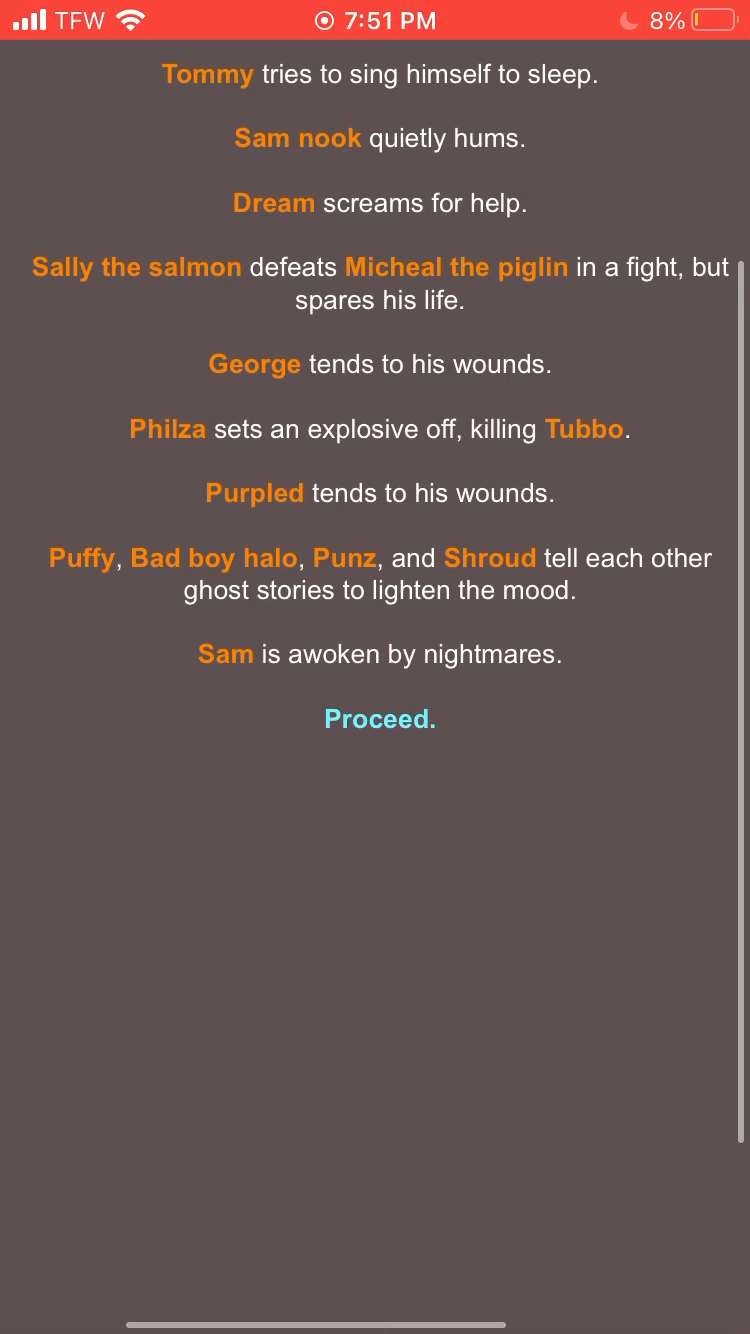 TFW 7:51 PM 8%
Tommy tries to sing himself to sleep.
Sam nook quietly hums.
Dream screams for help.
Sally the salmon defeats Micheal the piglin in a fight, but
spares his life.
George tends to his wounds.
Philza sets an explosive off, killing Tubbo.
Purpled tends to his wounds.
Puffy, Bad boy halo, Punz, and Shroud tell each other
ghost stories to lighten the mood.
Sam is awoken by nightmares.
Proceed.